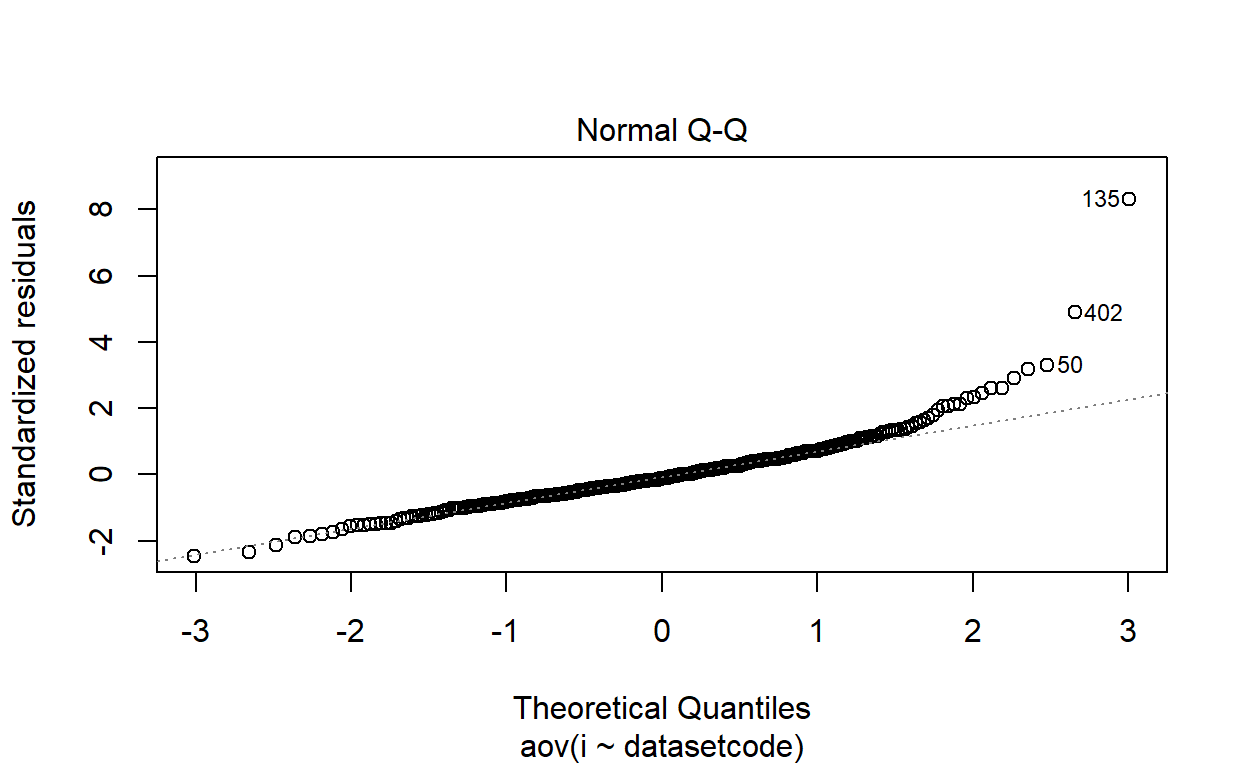 Normal Q-Q
Standardized residuals
8
6
4
2
0
-2
135
402
50
-3 -2 -1 0 1 2 3
Theoretical Quantiles
aov(i ~ datasetcode)